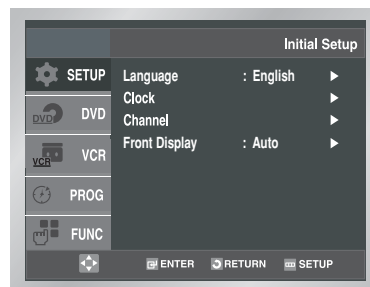 Initial Setup
SETUP
Language : English ►
Clock ►
Channel ►
Front Display : Auto ►
DVD DVD
VCR VCR
PROG
FUNC
ENTER RETURN SETUP